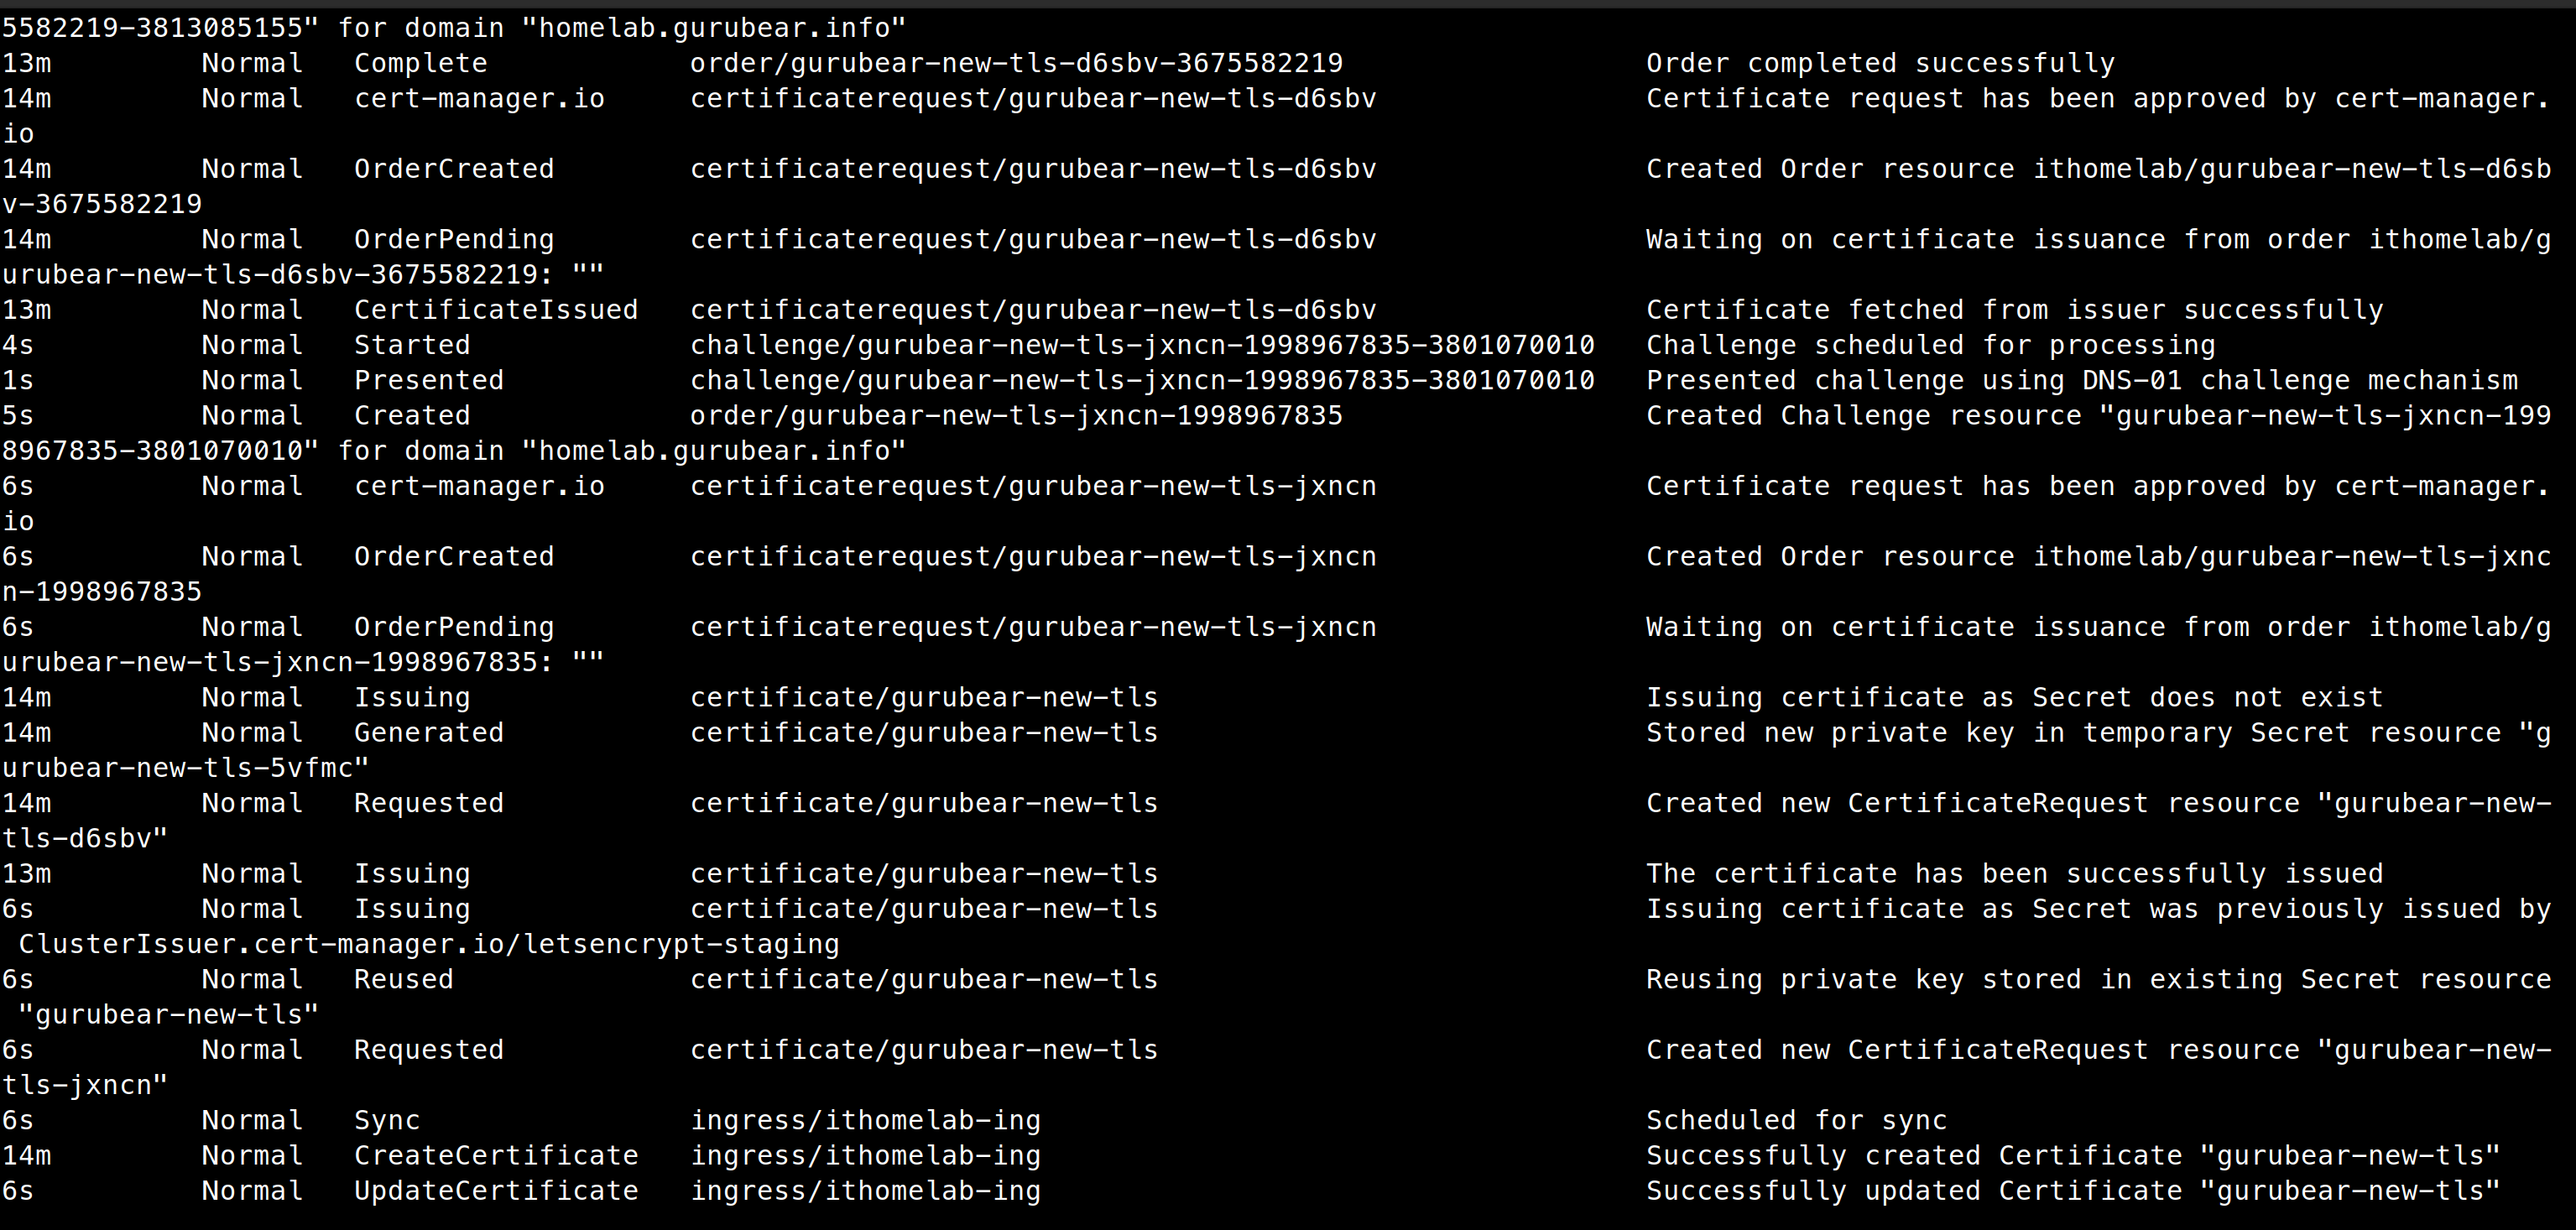 5582219-3813085155" for domain "homelab.gurubear.info"
13m         Normal   Complete            order/gurubear-new-tls-d6sbv-3675582219                  Order completed successfully
14m         Normal   cert-manager.io     certificaterequest/gurubear-new-tls-d6sbv                Certificate request has been approved by cert-manager.
io
14m         Normal   OrderCreated        certificaterequest/gurubear-new-tls-d6sbv                Created Order resource ithomelab/gurubear-new-tls-d6sb
v-3675582219
14m         Normal   OrderPending        certificaterequest/gurubear-new-tls-d6sbv                Waiting on certificate issuance from order ithomelab/g
urubear-new-tls-d6sbv-3675582219: ""
13m         Normal   CertificateIssued   certificaterequest/gurubear-new-tls-d6sbv                Certificate fetched from issuer successfully
4s          Normal   Started             challenge/gurubear-new-tls-jxncn-1998967835-3801070010   Challenge scheduled for processing
1s          Normal   Presented           challenge/gurubear-new-tls-jxncn-1998967835-3801070010   Presented challenge using DNS-01 challenge mechanism
5s          Normal   Created             order/gurubear-new-tls-jxncn-1998967835                  Created Challenge resource "gurubear-new-tls-jxncn-199
8967835-3801070010" for domain "homelab.gurubear.info"
6s          Normal   cert-manager.io     certificaterequest/gurubear-new-tls-jxncn                Certificate request has been approved by cert-manager.
io
6s          Normal   OrderCreated        certificaterequest/gurubear-new-tls-jxncn                Created Order resource ithomelab/gurubear-new-tls-jxnc
n-1998967835
6s          Normal   OrderPending        certificaterequest/gurubear-new-tls-jxncn                Waiting on certificate issuance from order ithomelab/g
urubear-new-tls-jxncn-1998967835: ""
14m         Normal   Issuing             certificate/gurubear-new-tls                             Issuing certificate as Secret does not exist
14m         Normal   Generated           certificate/gurubear-new-tls                             Stored new private key in temporary Secret resource "g
urubear-new-tls-5vfmc"
14m         Normal   Requested           certificate/gurubear-new-tls                             Created new CertificateRequest resource "gurubear-new-
tls-d6sbv"
13m         Normal   Issuing             certificate/gurubear-new-tls                             The certificate has been successfully issued
6s          Normal   Issuing             certificate/gurubear-new-tls                             Issuing certificate as Secret was previously issued by
 ClusterIssuer.cert-manager.io/letsencrypt-staging
6s          Normal   Reused              certificate/gurubear-new-tls                             Reusing private key stored in existing Secret resource
 "gurubear-new-tls"
6s          Normal   Requested           certificate/gurubear-new-tls                             Created new CertificateRequest resource "gurubear-new-
tls-jxncn"
6s          Normal   Sync                ingress/ithomelab-ing                                    Scheduled for sync
14m         Normal   CreateCertificate   ingress/ithomelab-ing                                    Successfully created Certificate "gurubear-new-tls"
6s          Normal   UpdateCertificate   ingress/ithomelab-ing                                    Successfully updated Certificate "gurubear-new-tls"